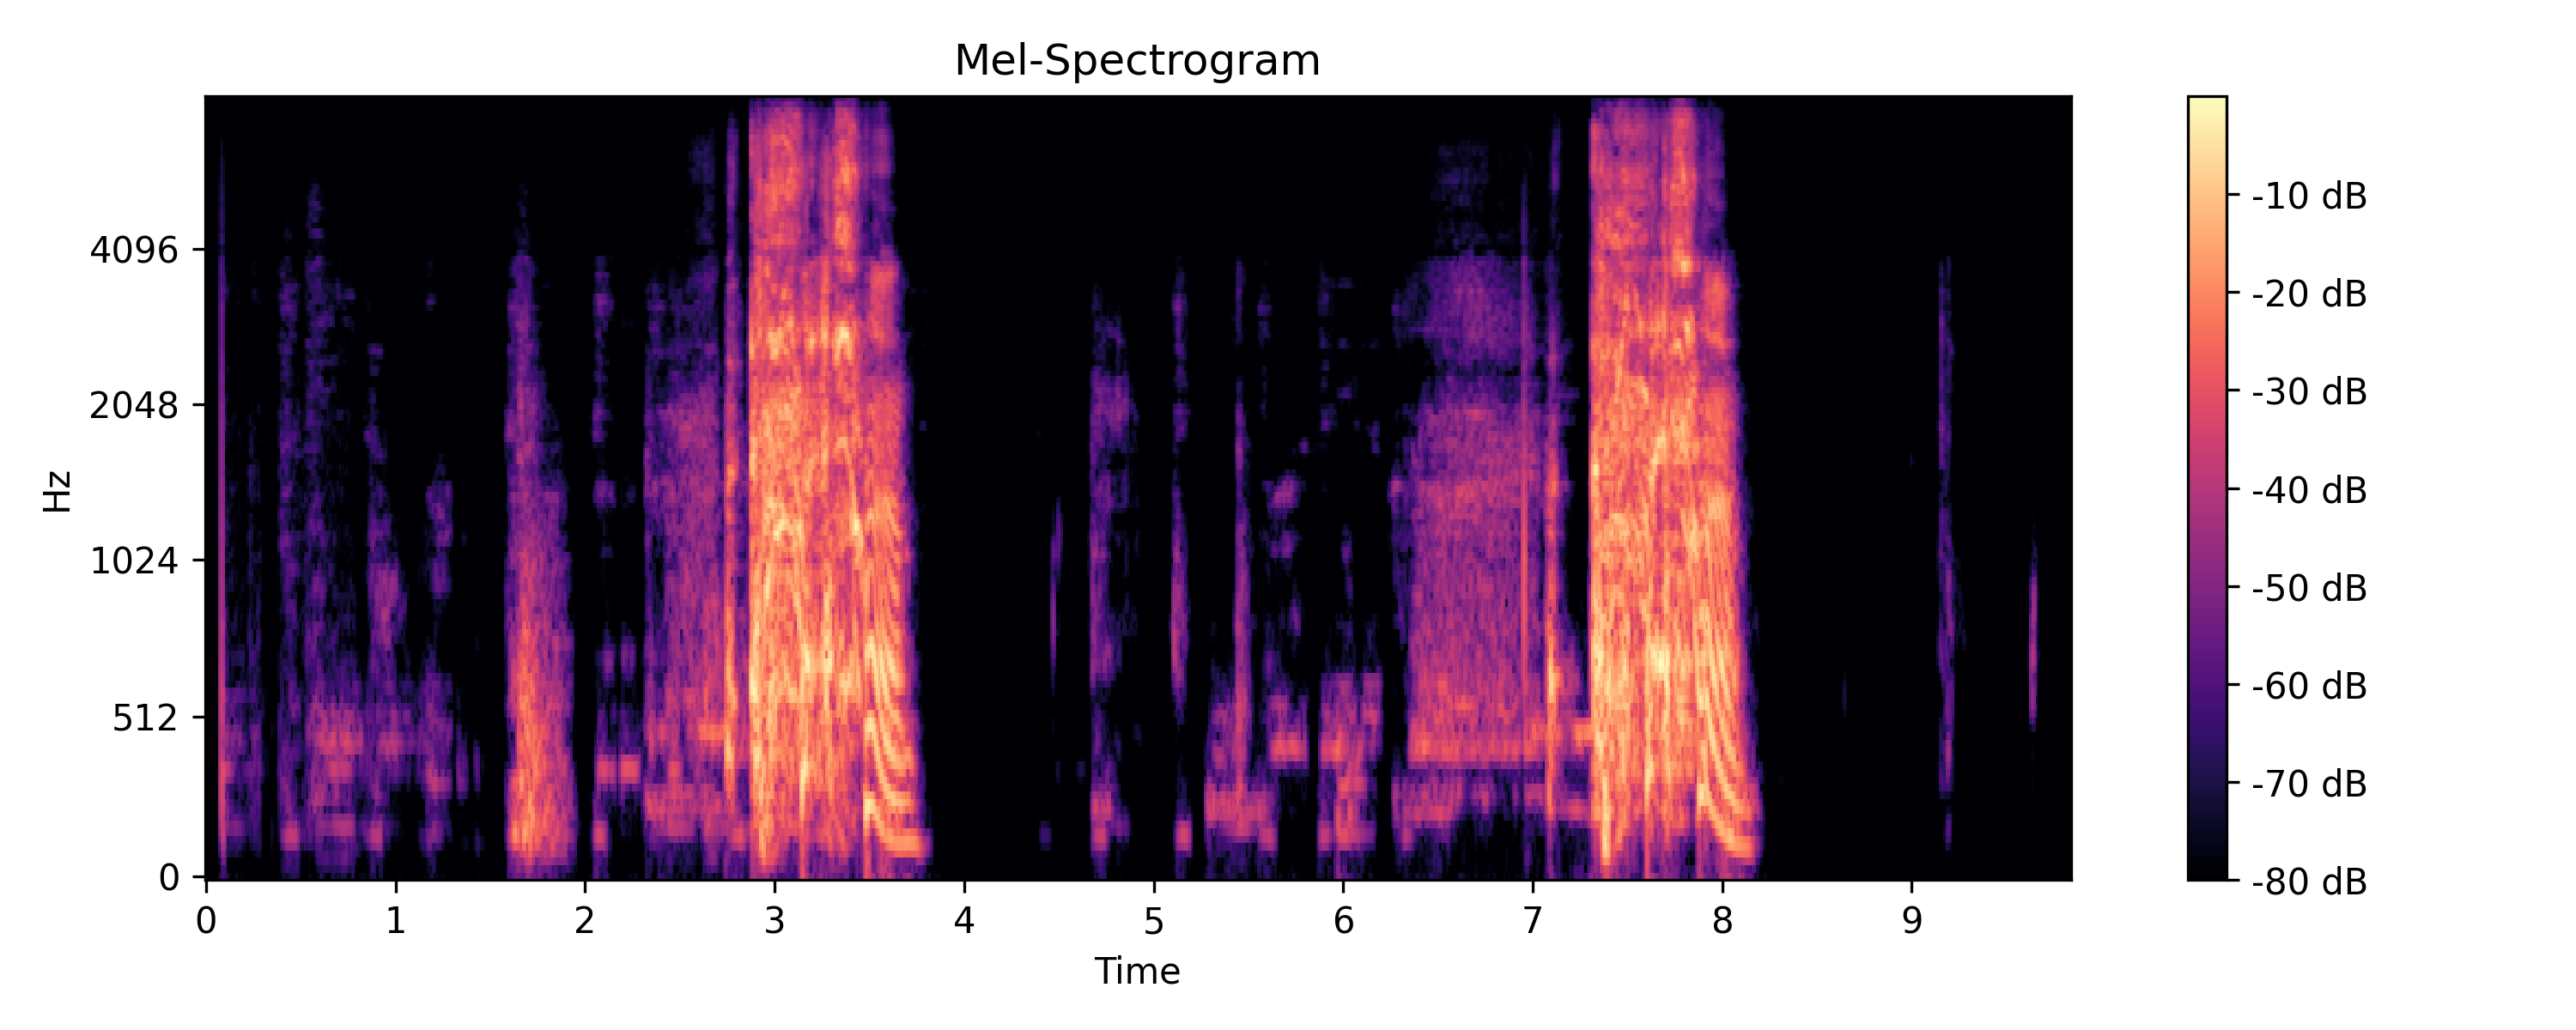 Mel-Spectrogram
Hz
4096
2048
1024
512
0
0 1 2 3 4 5 6 7 8 9
Time
-10 dB
-20 dB
-30 dB
-40 dB
-50 dB
-60 dB
-70 dB
-80 dB